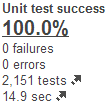 Unit test success
100.0%
0 failures
0 errors
2,151 tests
14.9 sec